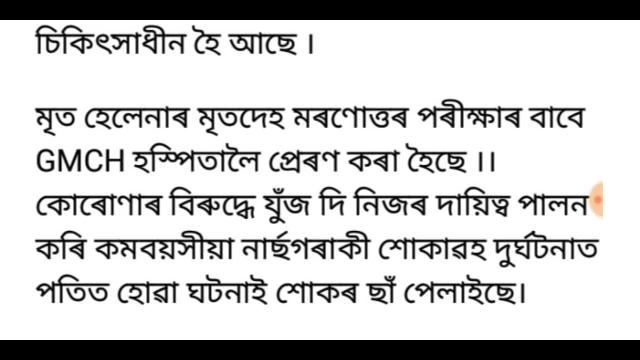 চিকিৎসাধীন হৈ আছে ।
মৃত হেলেনাৰ মৃতদেহ মৰণোত্তৰ পৰীক্ষাৰ বাবে
GMCH হস্পিতালৈ প্ৰেৰণ কৰা হৈছে ।।
কোৰোণাৰ বিৰুদ্ধে যুঁজ দি নিজৰ দায়িত্ব পালন
কৰি কমবয়সীয়া নাৰ্ছগৰাকী শোকাৱহ দুৰ্ঘটনাত
পতিত হোৱা ঘটনাই শোকৰ ছাঁ পেলাইছে।